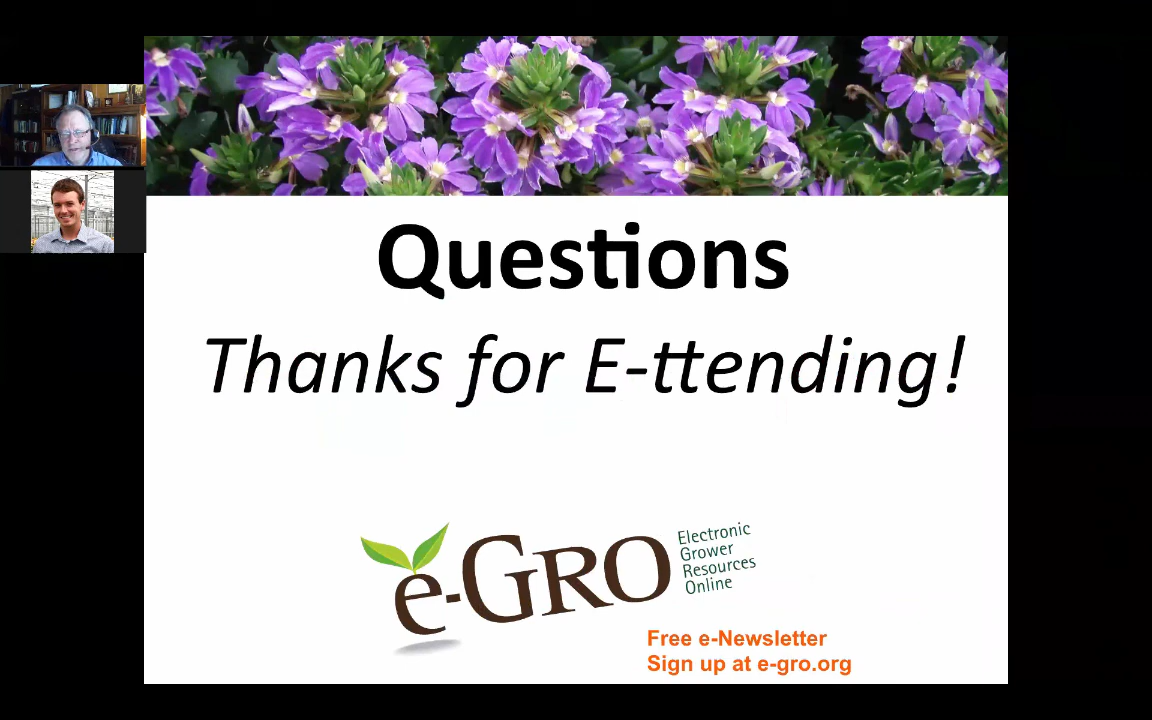 Questions
Thanks for E-ttending!
e-GRO
Electronic
Grower
Resources
Online
Free e-Newsletter
Sign up at e-gro.org